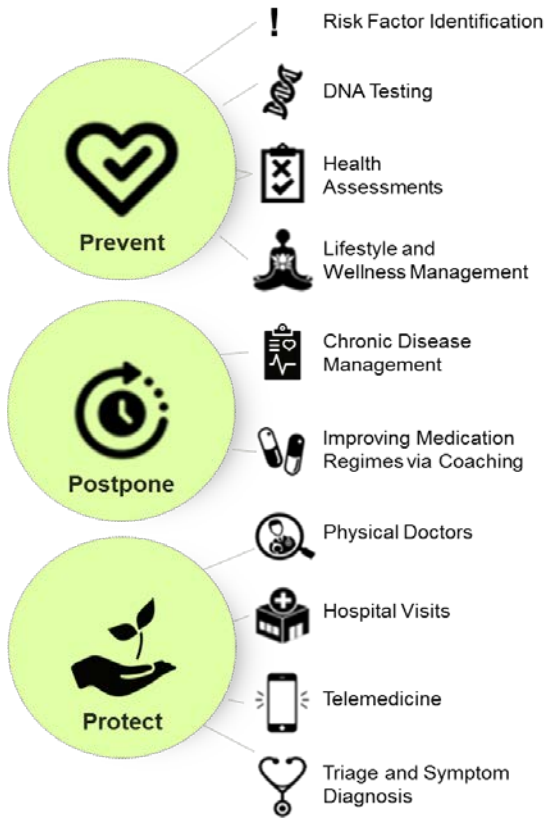 Risk Factor Identification
DNA Testing
Health
Assessments
Prevent
Lifestyle and
Wellness Management
Chronic Disease
Management
Improving Medication
Regimes via Coaching
Postpone
Physical Doctors
Hospital Visits
Telemedicine
Protect
Triage and Symptom
Diagnosis